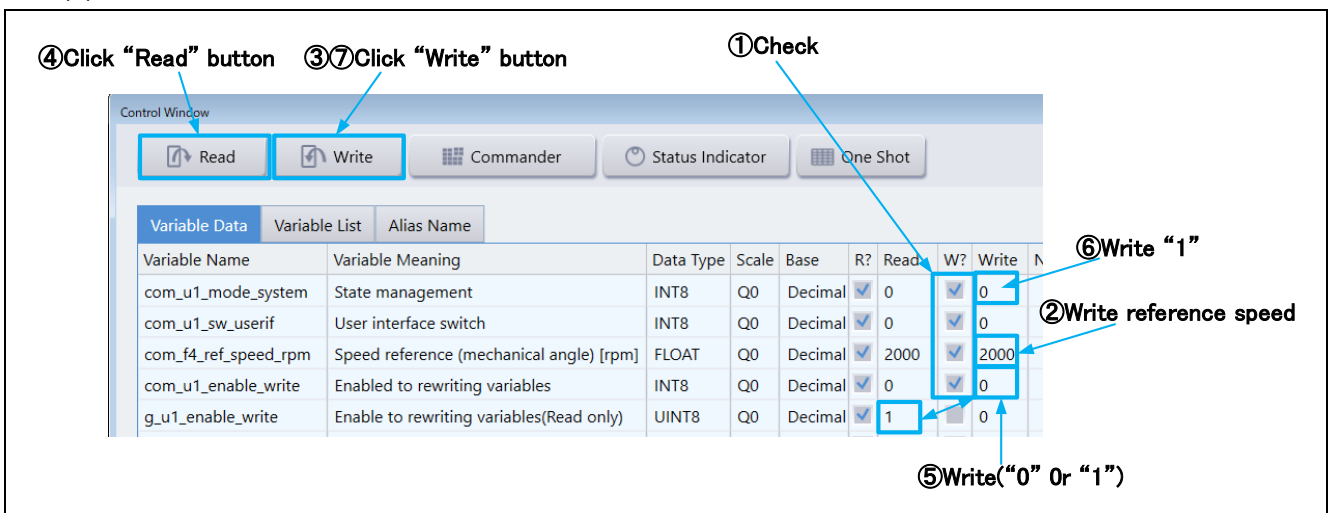 ①Check
④Click “Read” button ③⑦Click “Write” button
Control Window
Read Write Commander Status Indicator One Shot
Variable Data Variable List Alias Name
⑥Write “1”
Variable Name Variable Meaning Data Type Scale Base R? Read W? Write N
com_u1_mode_system State management INT8 Q0 Decimal 0 0
com_u1_sw_userif User interface switch INT8 Q0 Decimal 0 0
②Write reference speed
com_f4_ref_speed_rpm Speed reference (mechanical angle) [rpm] FLOAT Q0 Decimal 2000 2000
com_u1_enable_write Enabled to rewriting variables INT8 Q0 Decimal 0 0
g_u1_enable_write Enable to rewriting variables(Read only) UINT8 Q0 Decimal 1 0
⑤Write(“0” 0r “1”)